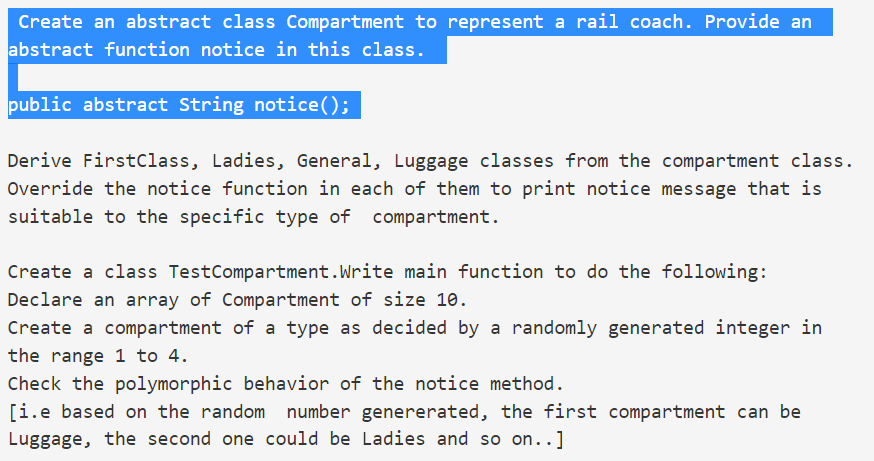 Create an abstract class Compartment to represent a rail coach. Provide an
abstract function notice in this class.
public abstract String notice();
Derive FirstClass, Ladies, General, Luggage classes from the compartment class.
Override the notice function in each of them to print notice message that is
suitable to the specific type of  compartment.
Create a class TestCompartment.Write main function to do the following:
Declare an array of Compartment of size 10.
Create a compartment of a type as decided by a randomly generated integer in
the range 1 to 4.
Check the polymorphic behavior of the notice method.
[i.e based on the random  number genererated, the first compartment can be
Luggage, the second one could be Ladies and so on..]